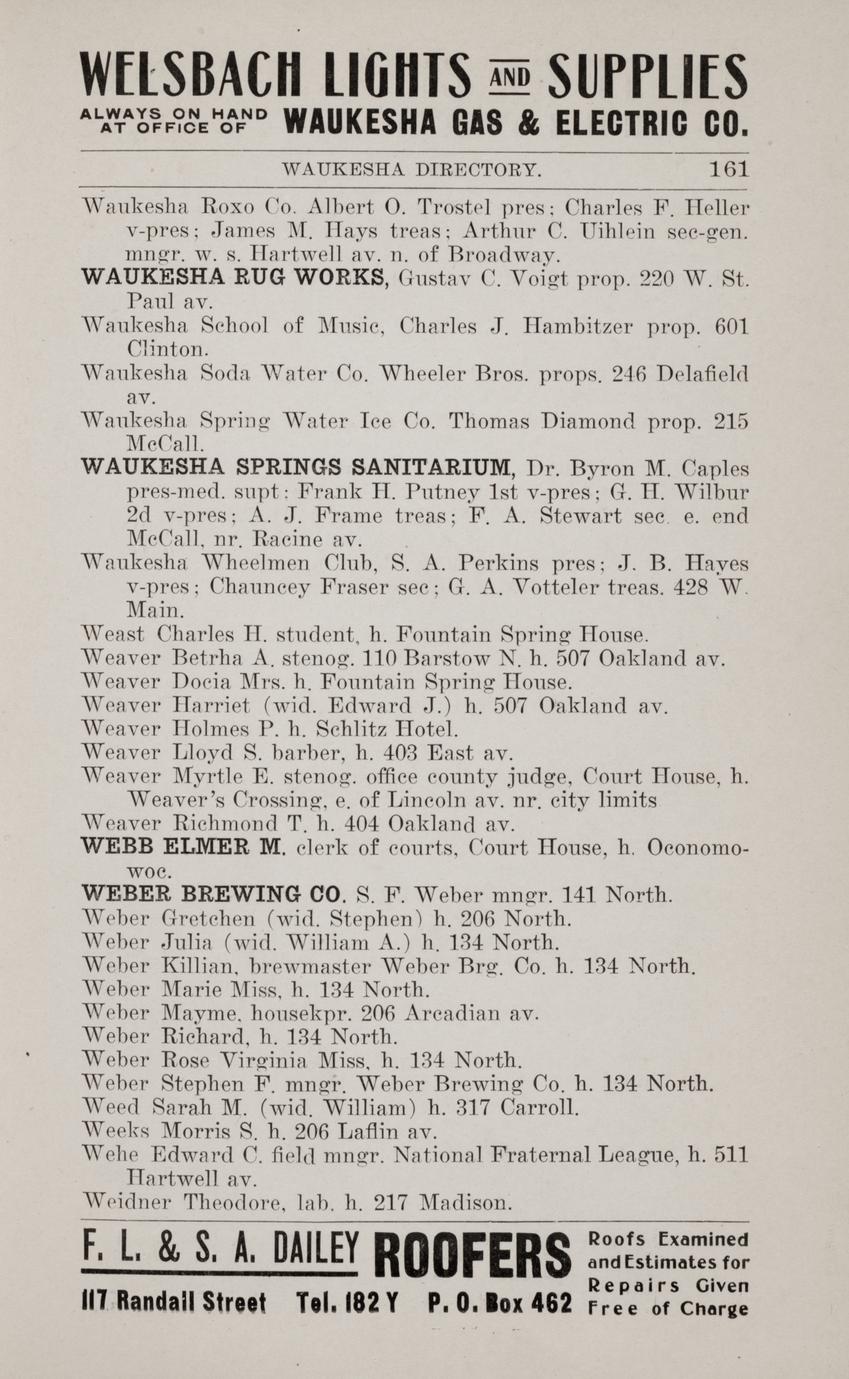 WELSBACH LIGHTS AND SUPPLIES
ALWAYS ON HAND
AT OFFICE OF WAUKESHA GAS & ELECTRIC CO.
WAUKESHA DIRECTORY. 161
Waukesha Roxo Co. Albert O. Trostel pres; Charles F. Heller
v-pres; James M. Hays treas; Arthur C. Uihlein sec-gen.
mngr. w. s. Hartwell av. n. of Broadway.
WAUKESHA RUG WORKS, Gustav C. Voigt prop. 220 W. St.
Paul av.
Waukesha School of Music, Charles J. Hambitzer prop. 601
Clinton.
Waukesha Soda Water Co. Wheeler Bros. props. 246 Delafield
av.
Waukesha Spring Water Ice Co. Thomas Diamond prop. 215
McCall.
WAUKESHA SPRINGS SANITARIUM, Dr. Byron M. Caples
pres-med. supt: Frank H. Putney 1st v-pres; G. H. Wilbur
2d v-pres; A. J. Frame treas; F. A. Stewart sec. e. end
McCall, nr. Racine av.
Waukesha Wheelmen Club, S. A. Perkins pres; J. B. Hayes
v-pres; Chauncey Fraser sec; G. A. Votteler treas. 428 W.
Main.
Weast Charles H. student, h. Fountain Spring House.
Weaver Betrha A. stenog. 110 Barstow N. h. 507 Oakland av.
Weaver Docia Mrs. h. Fountain Spring House.
Weaver Harriet (wid. Edward J.) h. 507 Oakland av.
Weaver Holmes P. h. Schlitz Hotel.
Weaver Lloyd S. barber, h. 403 East av.
Weaver Myrtle E. stenog. office county judge, Court House, h.
Weaver's Crossing, e. of Lincoln av. nr. city limits
Weaver Richmond T. h. 404 Oakland av.
WEBB ELMER M. clerk of courts, Court House, h. Oconomo-
woc.
WEBER BREWING CO. S. F. Weber mngr. 141 North.
Weber Gretchen (wid. Stephen) h. 206 North.
Weber Julia (wid. William A.) h. 134 North.
Weber Killian, brewmaster Weber Brg. Co. h. 134 North.
Weber Marie Miss, h. 134 North.
Weber Mayme, housekpr. 206 Arcadian av.
Weber Richard, h. 134 North.
Weber Rose Virginia Miss, h. 134 North.
Weber Stephen F. mngr. Weber Brewing Co. h. 134 North.
Weed Sarah M. (wid. William) h. 317 Carroll.
Weeks Morris S. h. 206 Laflin av.
Wehe Edward C. field mngr. National Fraternal League, h. 511
Hartwell av.
Weidner Theodore, lab. h. 217 Madison.
F. L. & S. A. DAILEY ROOFERS
117 Randall Street Tel. 182 Y P. O. Box 462
Roofs Examined
and Estimates for
Repairs Given
Free of Charge